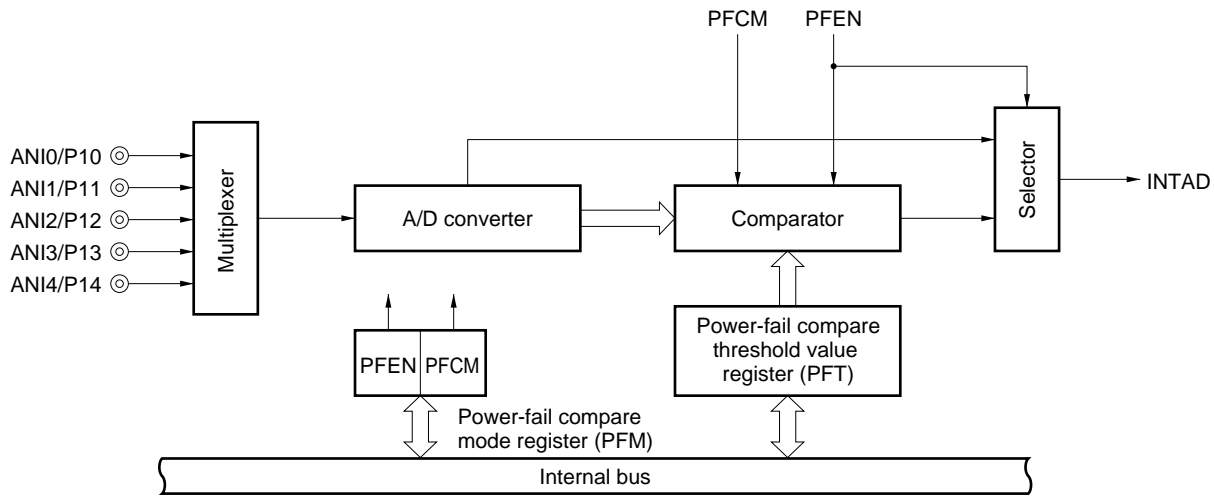 PFCM
PFEN
ANI0/P10
ANI1/P11
ANI2/P12
ANI3/P13
ANI4/P14
Multiplexer
A/D converter
Comparator
Selector
INTAD
PFEN
PFCM
Power-fail compare
mode register (PFM)
Power-fail compare
threshold value
register (PFT)
Internal bus